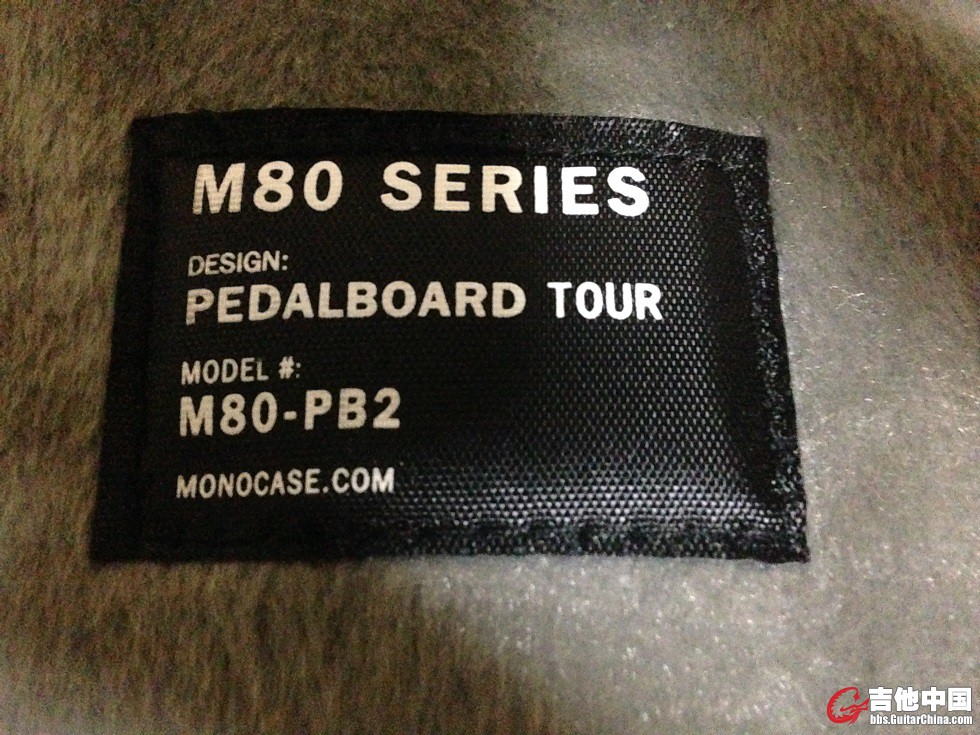 M80 SERIES
DESIGN:
PEDALBOARD TOUR
MODEL #:
M80-PB2
MONOCASE.COM
吉他中国
bbs.GuitarChina.com